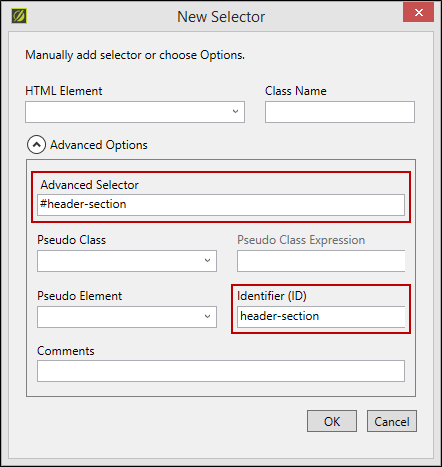 New Selector
Manually add selector or choose Options.
HTML Element Class Name
Advanced Options
Advanced Selector
#header-section
Pseudo Class Pseudo Class Expression
Pseudo Element Identifier (ID)
header-section
Comments
OK Cancel